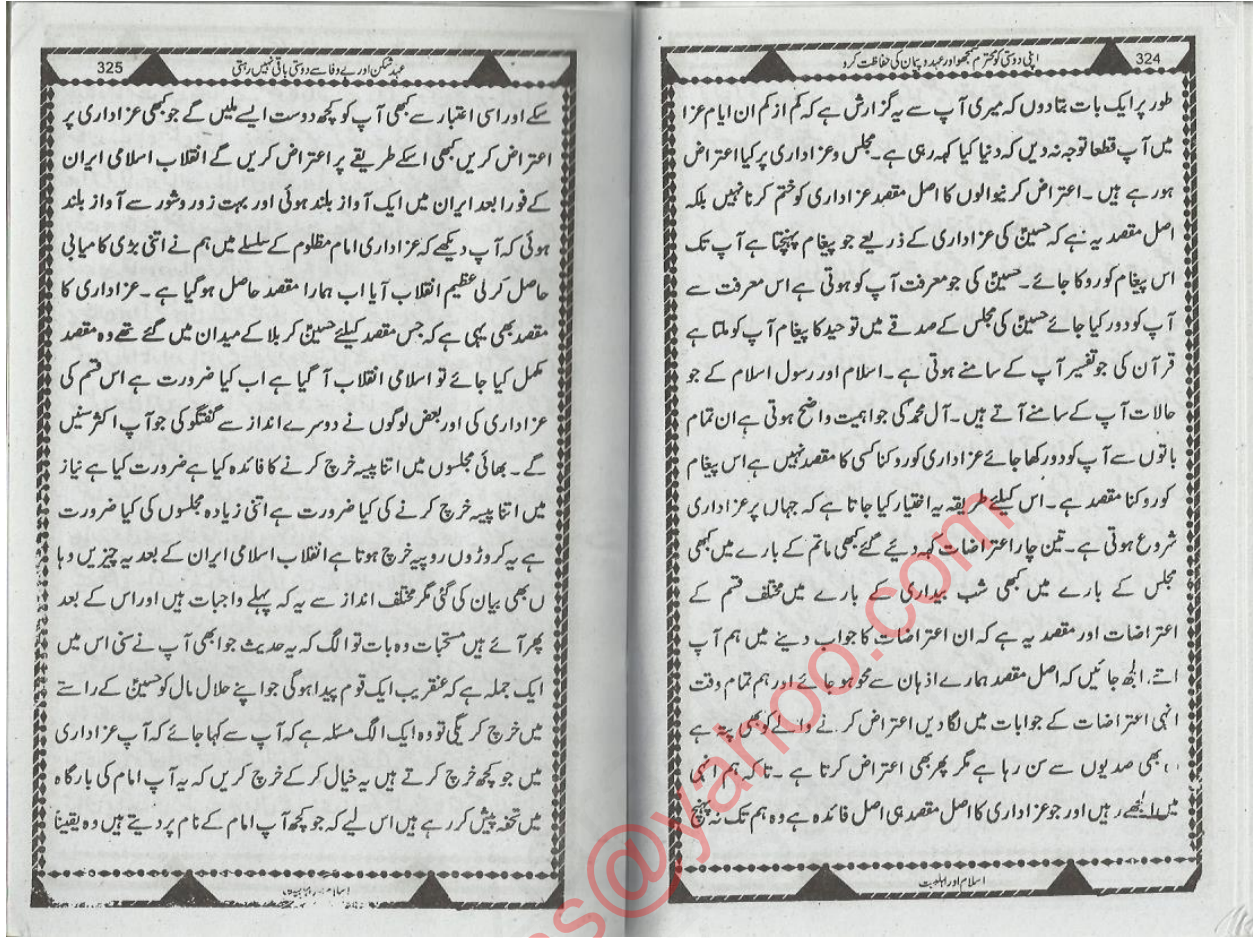 324
اپنی دوستی کو محترم سمجھو اور عہد و پیمان کی حفاظت کرو
طور پر ایک بات بتادوں کہ میری آپ سے یہ گزارش ہے کہ کم از کم ان ایام عزا
میں آپ قطعا توجہ نہ دیں کہ دنیا کیا کہہ رہی ہے۔ مجلس و عزاداری پر کیا اعتراض
ہورہے ہیں ۔ اعتراض کرنیوالوں کا اصل مقصد عزاداری کو ختم کرنا نہیں بلکہ
اصل مقصد یہ ہے کہ حسینؑ کی عزاداری کے ذریعے جو پیغام پہنچتا ہے آپ تک
اس پیغام کو روکا جائے۔ حسینؑ کی جو معرفت آپ کو ہوتی ہے اس معرفت سے
آپ کو دور کیا جائے حسینؑ کی مجلس کے صدقے میں توحید کا پیغام آپ کو ملتا ہے
قرآن کی جو تفسیر آپ کے سامنے ہوتی ہے۔ اسلام اور رسول اسلام کے جو
حالات آپ کے سامنے آتے ہیں۔ آل محمدؐ کی جو اہمیت واضح ہوتی ہے ان تمام
باتوں سے آپ کو دور رکھا جائے عزاداری کو روکنا کسی کا مقصد نہیں ہے اس پیغام
کو روکنا مقصد ہے۔ اس کیلئے طریقہ یہ اختیار کیا جاتا ہے کہ جہاں پر عزاداری
شروع ہوتی ہے۔ تین چار اعتراضات کہہ دیئے گئے کبھی ماتم کے بارے میں کبھی
مجلس کے بارے میں کبھی شب بیداری کے بارے میں مختلف قسم کے
اعتراضات اور مقصد یہ ہے کہ ان اعتراضات کا جواب دینے میں ہم آپ
اتنے الجھ جائیں کہ اصل مقصد ہمارے اذہان سے محو ہو جائے اور ہم تمام وقت
انہی اعتراضات کے جوابات میں لگادیں اعتراض کرنے والے کو بھی پتہ ہے
بھی صدیوں سے سن رہا ہے مگر پھر بھی اعتراض کرتا ہے ۔ تاکہ ہم انہی
میں الجھے رہیں اور جو عزاداری کا اصل مقصد ہی اصل فائدہ ہے وہ ہم تک نہ پہنچ
اسلام اور اہلبیت
325
عہد شکن اور بے وفا سے دوستی باقی نہیں رہتی
سکے اور اسی اعتبار سے کبھی آپ کو کچھ دوست ایسے ملیں گے جو کبھی عزاداری پر
اعتراض کریں کبھی اسکے طریقے پر اعتراض کریں گے انقلاب اسلامی ایران
کے فورا بعد ایران میں ایک آواز بلند ہوئی اور بہت زور و شور سے آواز بلند
ہوئی کہ آپ دیکھے کہ عزاداری امام مظلوم کے سلسلے میں ہم نے اتنی بڑی کامیابی
حاصل کرلی عظیم انقلاب آیا اب ہمارا مقصد حاصل ہوگیا ہے ۔ عزاداری کا
مقصد بھی یہی ہے کہ جس مقصد کیلئے حسینؑ کربلا کے میدان میں گئے تھے وہ مقصد
مکمل کیا جائے تو اسلامی انقلاب آگیا ہے اب کیا ضرورت ہے اس قسم کی
عزاداری کی اور بعض لوگوں نے دوسرے انداز سے گفتگو کی جو آپ اکثر سنیں
گے ۔ بھائی مجلسوں میں اتنا پیسہ خرچ کرنے کا فائدہ کیا ہے ضرورت کیا ہے نیاز
میں اتنا پیسہ خرچ کرنے کی کیا ضرورت ہے اتنی زیادہ مجلسوں کی کیا ضرورت
ہے یہ کروڑوں روپیہ خرچ ہوتا ہے انقلاب اسلامی ایران کے بعد یہ چیزیں وہا
ں بھی بیان کی گئی مگر مختلف انداز سے یہ کہ پہلے واجبات ہیں اور اس کے بعد
پھر آئے ہیں مستحبات وہ بات تو الگ کہ یہ حدیث جو ابھی آپ نے سنی اس میں
ایک جملہ ہے کہ عنقریب ایک قوم پیدا ہوگی جو اپنے حلال مال کو حسینؑ کے راستے
میں خرچ کریگی تو وہ ایک الگ مسئلہ ہے کہ آپ سے کہا جائے کہ آپ عزاداری
میں جو کچھ خرچ کرتے ہیں یہ خیال کرکے خرچ کریں کہ یہ آپ امام کی بارگاہ
میں تحفہ پیش کر رہے ہیں اس لیے کہ جو کچھ آپ امام کے نام پر دیتے ہیں وہ یقینا
s@yahoo.com